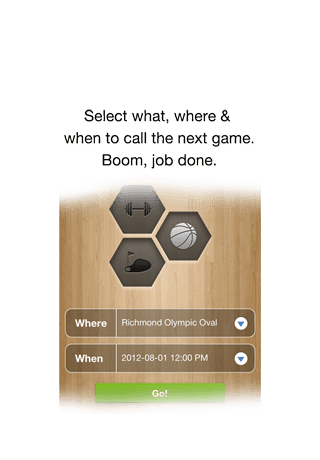 Select what, where &
when to call the next game.
Boom, job done.
Where Richmond Olympic Oval
When 2012-08-01 12:00 PM
Go!